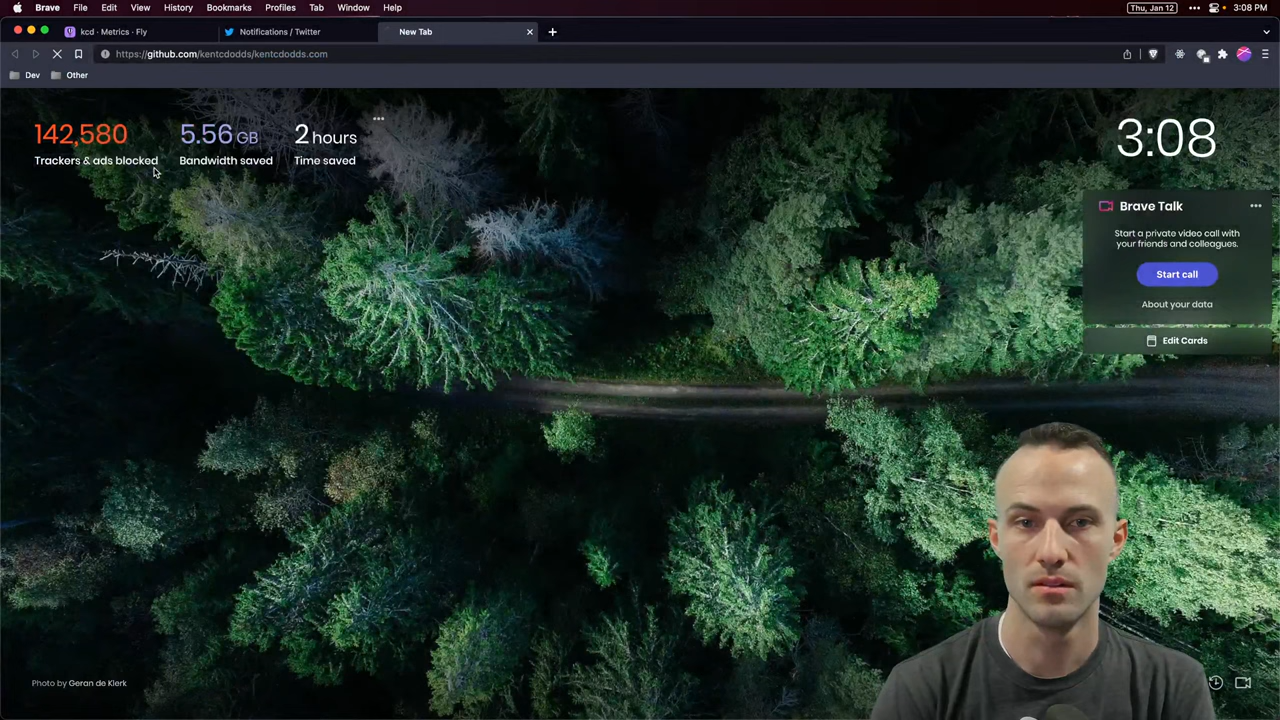 Brave File Edit View History Bookmarks Profiles Tab Window Help Thu, Jan 12 3:08 PM
kcd · Metrics · Fly Notifications / Twitter New Tab
https://github.com/kentcdodds/kentcdodds.com
Dev Other
142,580 5.56 GB 2 hours
Trackers & ads blocked Bandwidth saved Time saved
3:08
Brave Talk
Start a private video call with
your friends and colleagues.
Start call
About your data
Edit Cards
Photo by Geran de Klerk